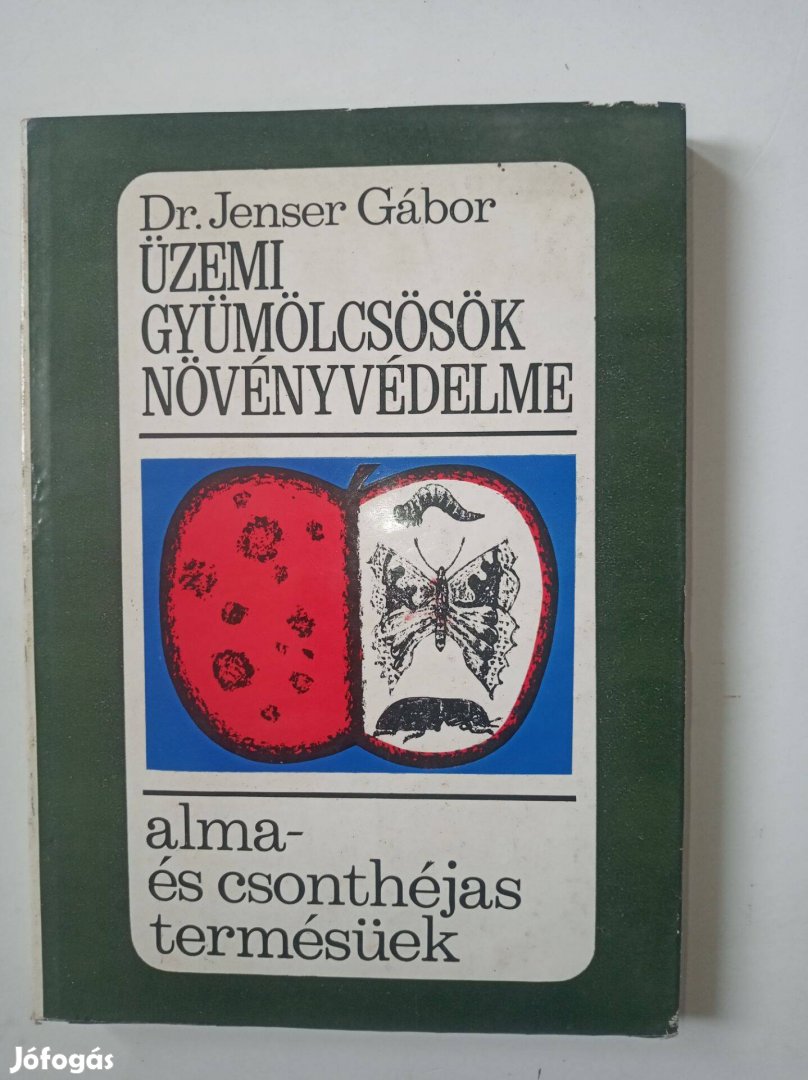 Dr. Jenser Gábor
ÜZEMI
GYÜMÖLCSÖSÖK
NÖVÉNYVÉDELME
alma-
és csonthéjas
termésüek
Jófogás